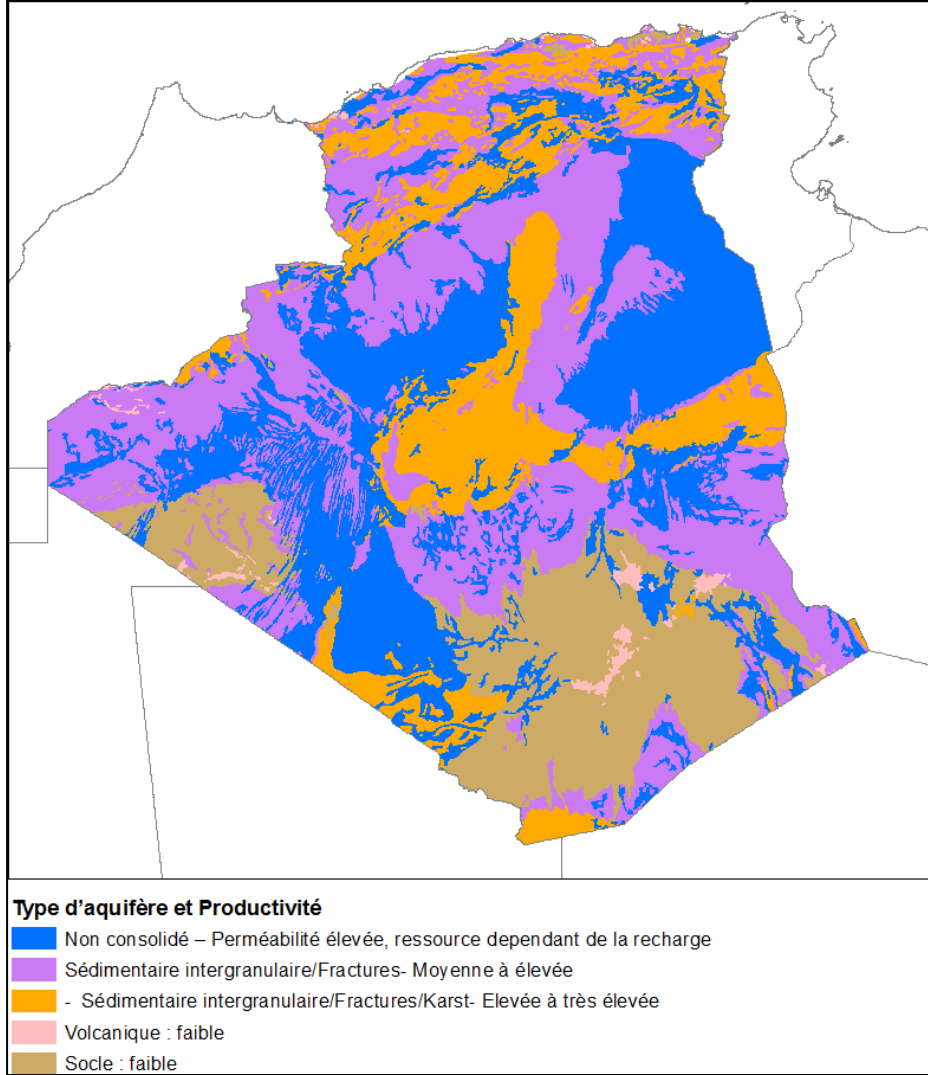 Type d'aquifère et Productivité
Non consolidé – Perméabilité élevée, ressource dependant de la recharge
Sédimentaire intergranulaire/Fractures- Moyenne à élevée
- Sédimentaire intergranulaire/Fractures/Karst- Elevée à très élevée
Volcanique : faible
Socle : faible